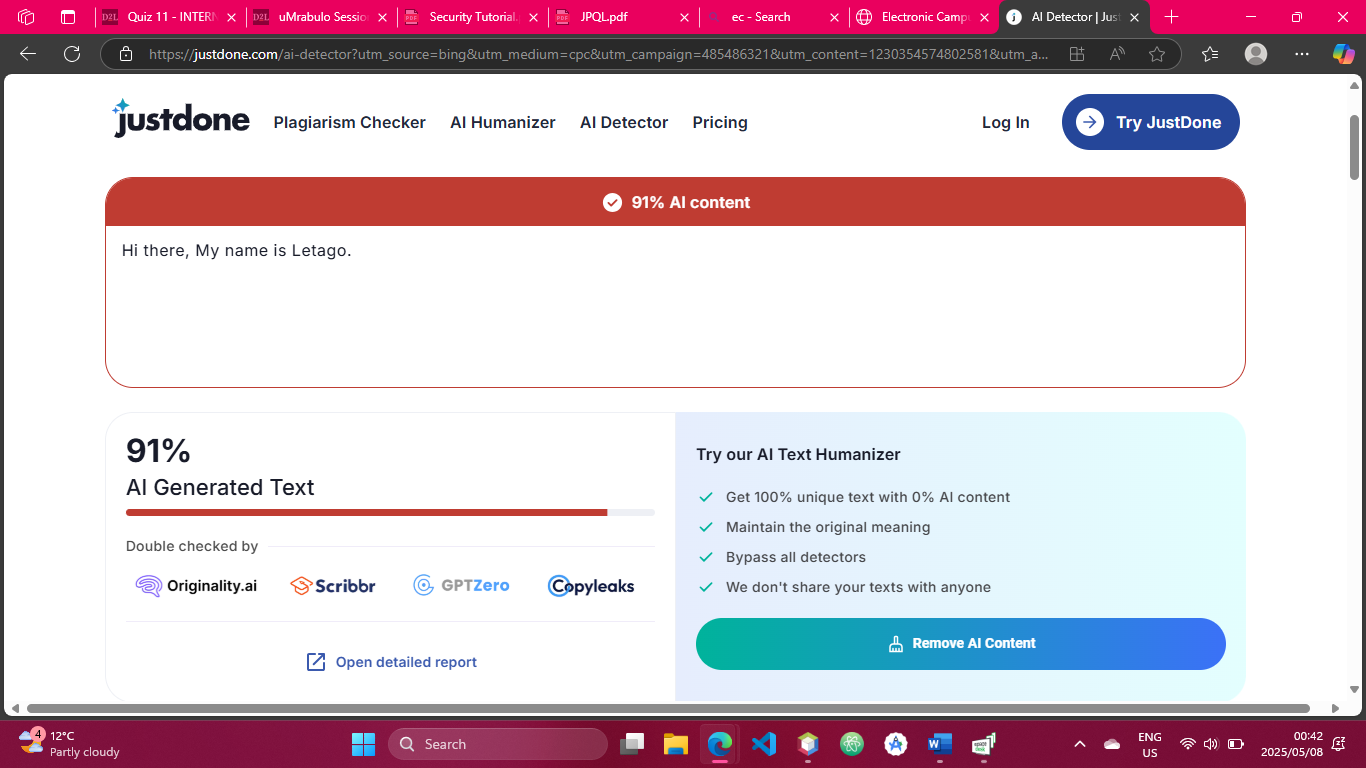 Quiz 11 - INTERN
uMrabulo Session
Security Tutorial.
JPQL.pdf
ec - Search
Electronic Camp
AI Detector | Just
https://justdone.com/ai-detector?utm_source=bing&utm_medium=cpc&utm_campaign=485486321&utm_content=1230354574802581&utm_a...
justdone
Plagiarism Checker
AI Humanizer
AI Detector
Pricing
Log In
Try JustDone
91% AI content
Hi there, My name is Letago.
91%
AI Generated Text
Double checked by
Originality.ai
Scribbr
GPTZero
Copyleaks
Open detailed report
Try our AI Text Humanizer
Get 100% unique text with 0% AI content
Maintain the original meaning
Bypass all detectors
We don't share your texts with anyone
Remove AI Content
4
12°C
Partly cloudy
Search
ENG
US
00:42
2025/05/08